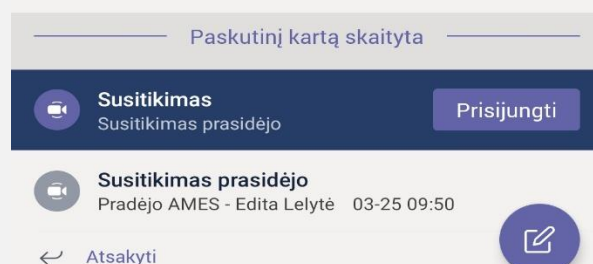 Paskutinį kartą skaityta
Susitikimas
Susitikimas prasidėjo
Prisijungti
Susitikimas prasidėjo
Pradėjo AMES - Edita Lelytė 03-25 09:50
Atsakyti